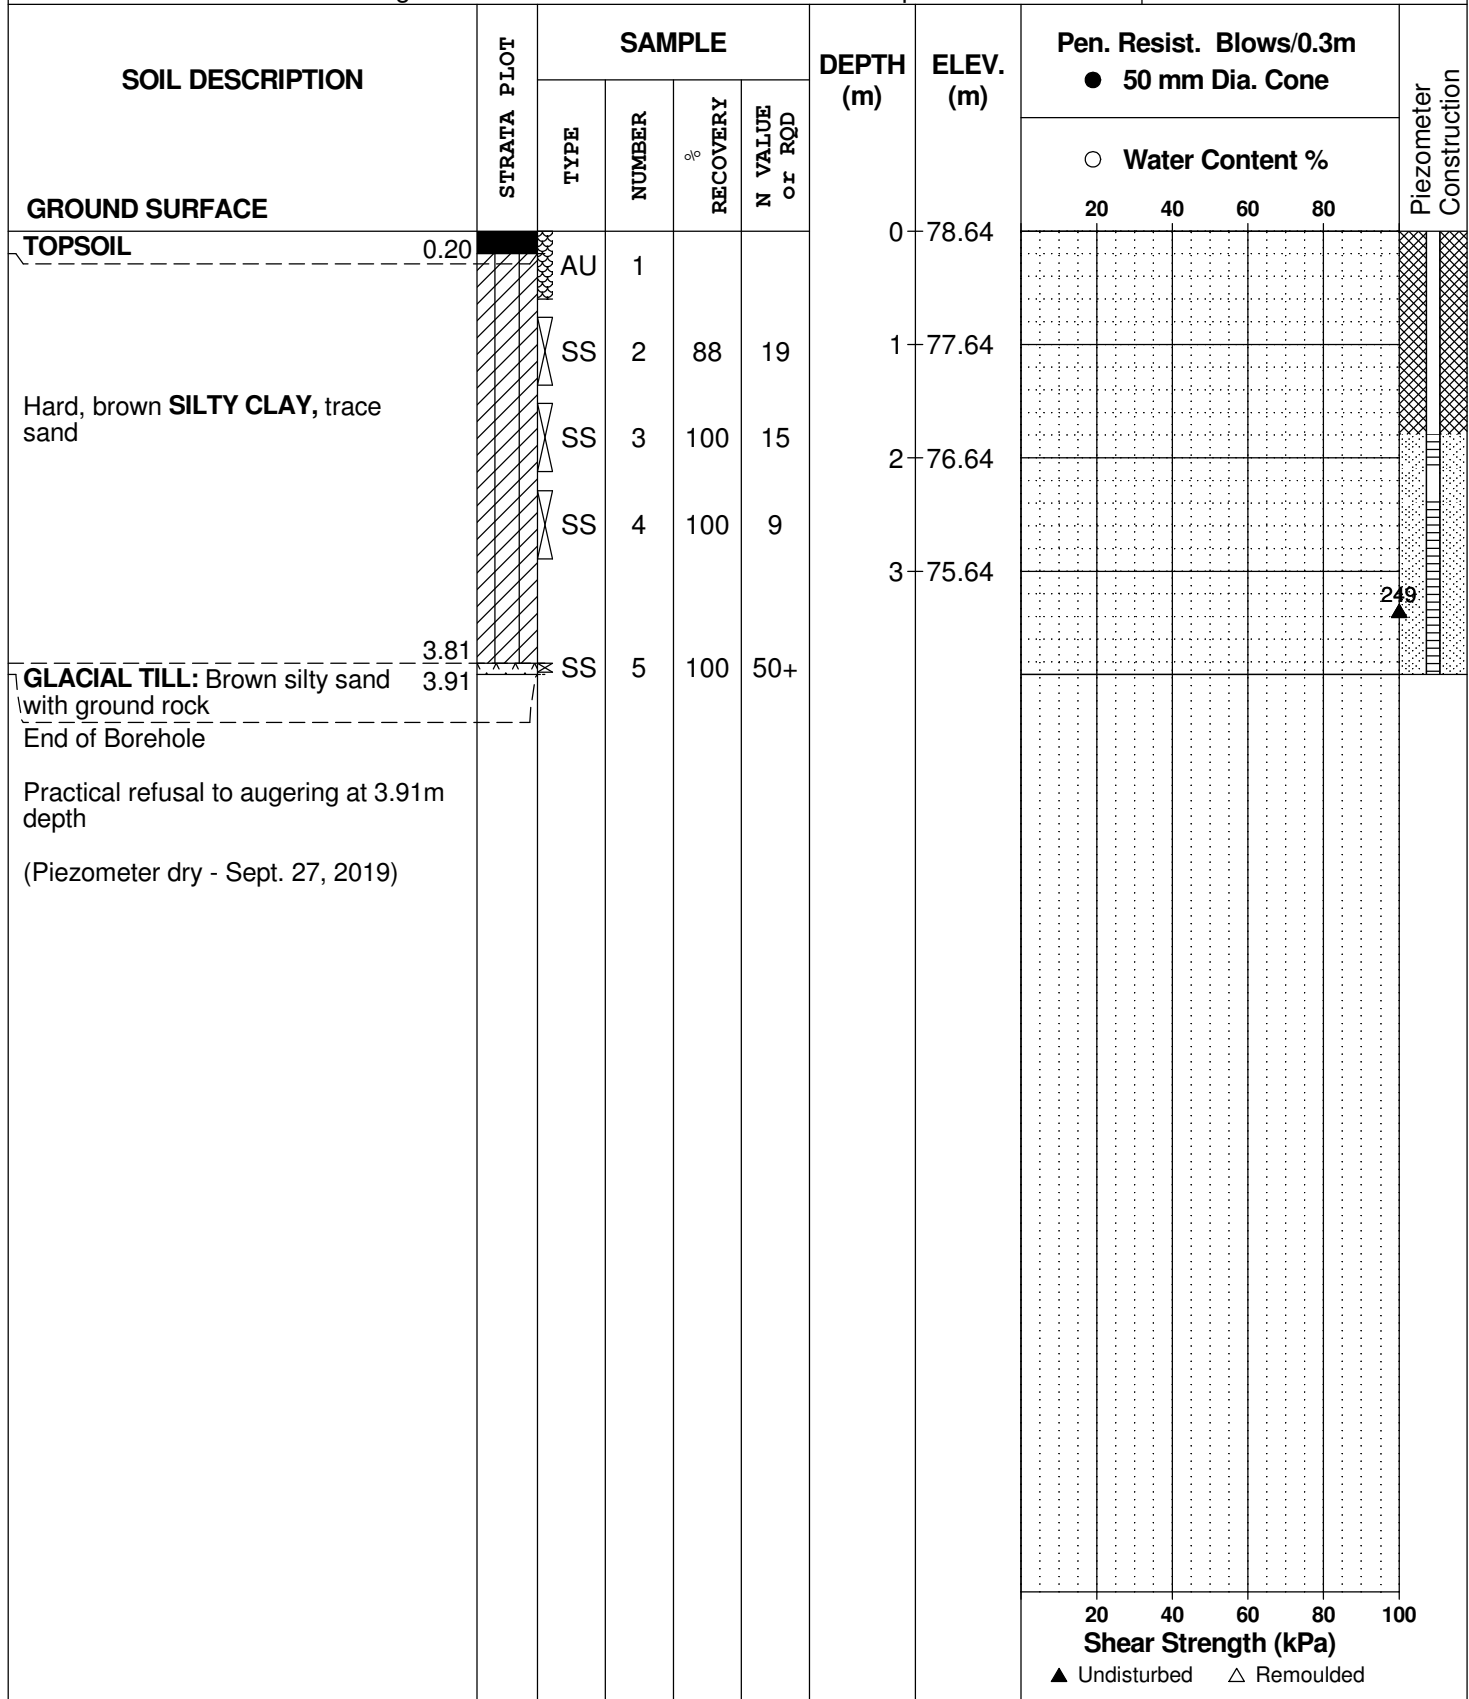 SOIL DESCRIPTION
GROUND SURFACE
STRATA PLOT
SAMPLE
TYPE
NUMBER
%
RECOVERY
N VALUE
or RQD
DEPTH
(m)
ELEV.
(m)
Pen. Resist. Blows/0.3m
● 50 mm Dia. Cone
○ Water Content %
20 40 60 80
Piezometer
Construction
TOPSOIL 0.20
AU 1
0 78.64
SS 2 88 19
1 77.64
Hard, brown SILTY CLAY, trace
sand
SS 3 100 15
2 76.64
SS 4 100 9
3 75.64
249
3.81
SS 5 100 50+
GLACIAL TILL: Brown silty sand 3.91
with ground rock
End of Borehole
Practical refusal to augering at 3.91m
depth
(Piezometer dry - Sept. 27, 2019)
20 40 60 80 100
Shear Strength (kPa)
▲ Undisturbed △ Remoulded